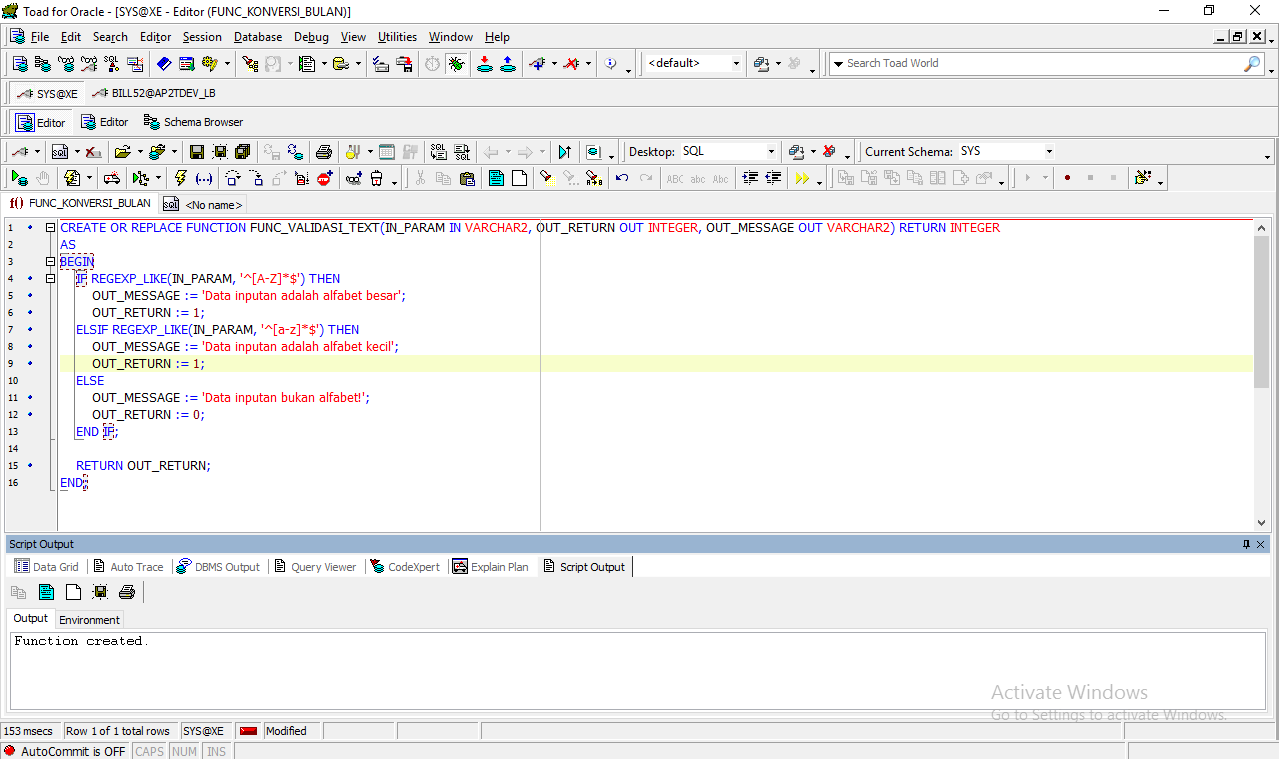 Toad for Oracle - [SYS@XE - Editor (FUNC_KONVERSI_BULAN)]
File Edit Search Editor Session Database Debug View Utilities Window Help
SQL <default> Search Toad World
SYS@XE BILL52@AP2TDEV_LB
Editor Editor Schema Browser
SQL SQL SQL Desktop: SQL Current Schema: SYS
ABC abc Abc
f() FUNC_KONVERSI_BULAN SQL <No name>
1 CREATE OR REPLACE FUNCTION FUNC_VALIDASI_TEXT(IN_PARAM IN VARCHAR2, OUT_RETURN OUT INTEGER, OUT_MESSAGE OUT VARCHAR2) RETURN INTEGER
2 AS
3 BEGIN
4 IF REGEXP_LIKE(IN_PARAM, '^[A-Z]*$') THEN
5 OUT_MESSAGE := 'Data inputan adalah alfabet besar';
6 OUT_RETURN := 1;
7 ELSIF REGEXP_LIKE(IN_PARAM, '^[a-z]*$') THEN
8 OUT_MESSAGE := 'Data inputan adalah alfabet kecil';
9 OUT_RETURN := 1;
10 ELSE
11 OUT_MESSAGE := 'Data inputan bukan alfabet!';
12 OUT_RETURN := 0;
13 END IF;
14
15 RETURN OUT_RETURN;
16 END;
Script Output
Data Grid Auto Trace DBMS Output Query Viewer CodeXpert Explain Plan Script Output
Output Environment
Function created.
Activate Windows
Go to Settings to activate Windows.
153 msecs Row 1 of 1 total rows SYS@XE Modified
AutoCommit is OFF CAPS NUM INS